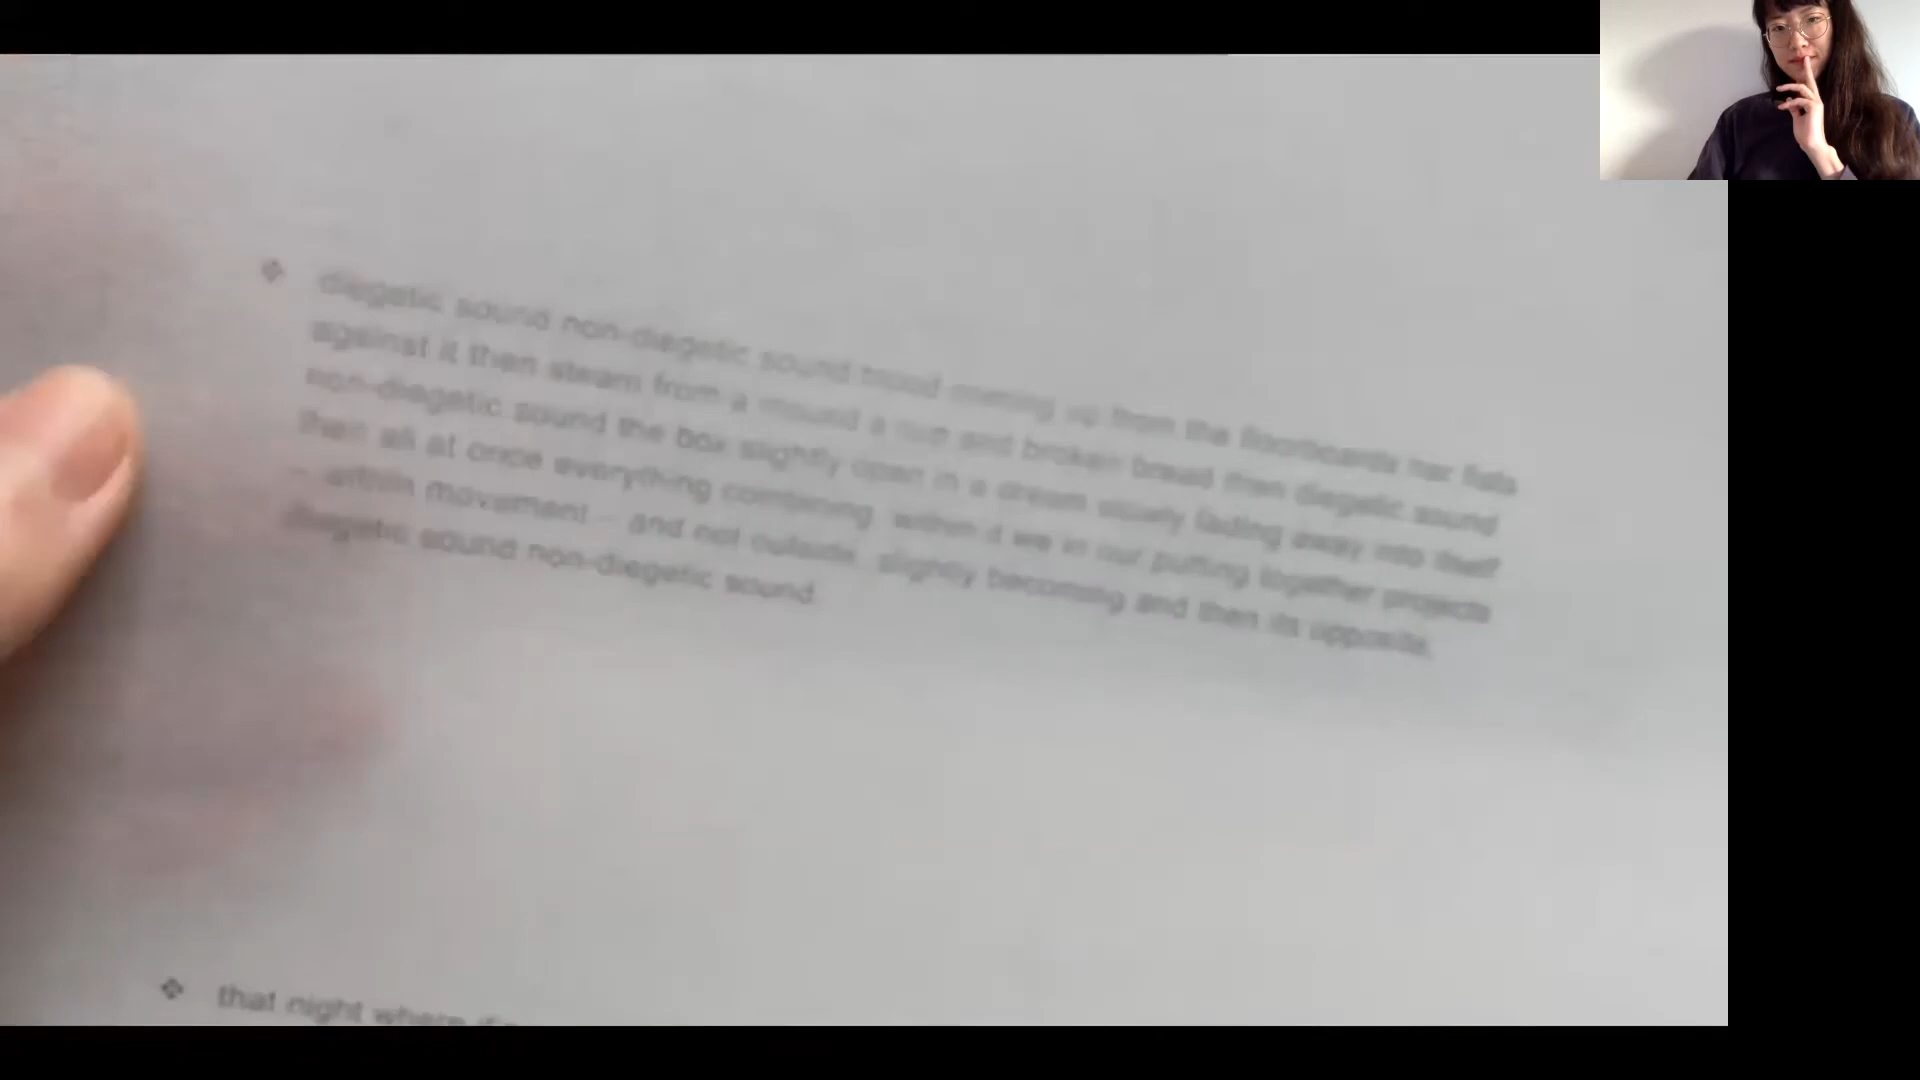 diegetic sound non-diegetic sound blood coming up from the floorboards her fists
against it then steam from a mound a cup and broken bread then diegetic sound
non-diegetic sound the box slightly open in a dream slowly fading away into itself
then all at once everything combining within it we in our putting together projects
– within movement – and not outside slightly becoming and then its opposite,
diegetic sound non-diegetic sound
that night where